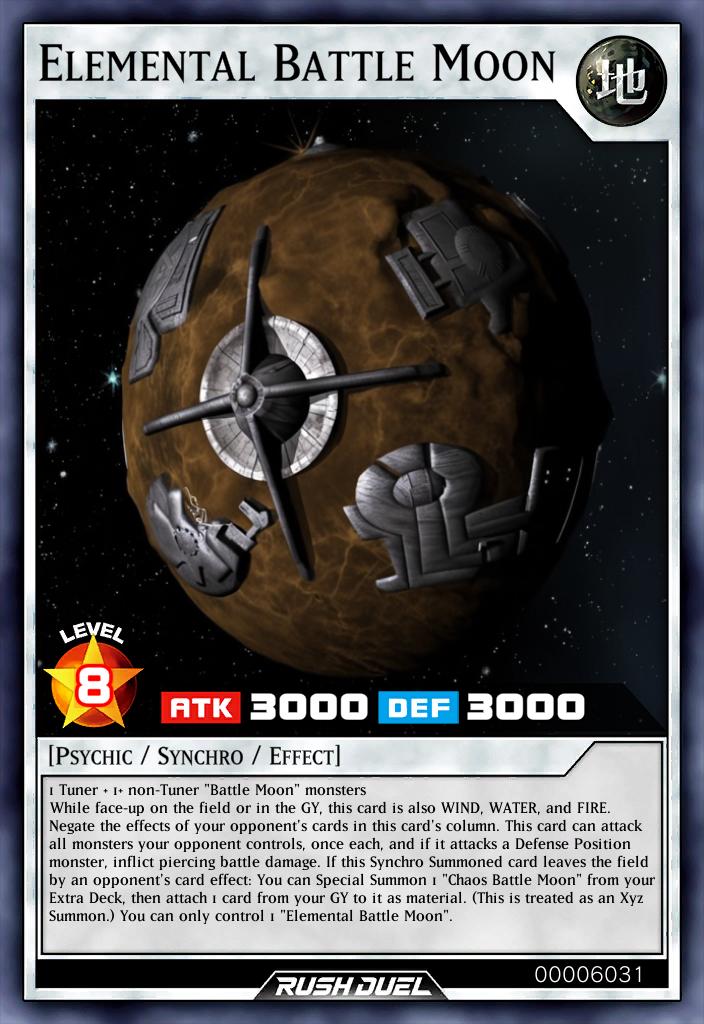 Elemental Battle Moon
地
LEVEL
8
ATK 3000 DEF 3000
[Psychic / Synchro / Effect]
1 Tuner + 1+ non-Tuner "Battle Moon" monsters
While face-up on the field or in the GY, this card is also WIND, WATER, and FIRE.
Negate the effects of your opponent's cards in this card's column. This card can attack
all monsters your opponent controls, once each, and if it attacks a Defense Position
monster, inflict piercing battle damage. If this Synchro Summoned card leaves the field
by an opponent's card effect: You can Special Summon 1 "Chaos Battle Moon" from your
Extra Deck, then attach 1 card from your GY to it as material. (This is treated as an Xyz
Summon.) You can only control 1 "Elemental Battle Moon".
00006031
RUSH DUEL